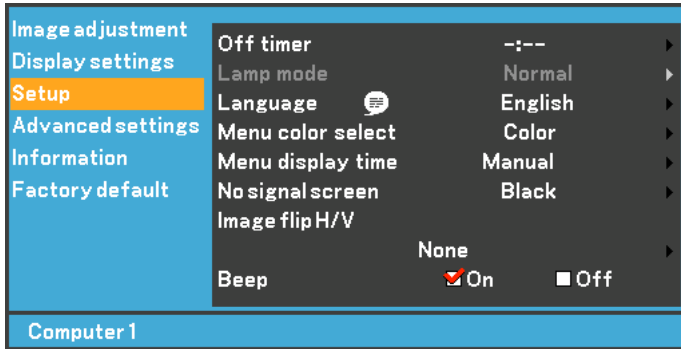 Image adjustment
Display settings
Setup
Advanced settings
Information
Factory default
Off timer -:--
Lamp mode Normal
Language English
Menu color select Color
Menu display time Manual
No signal screen Black
Image flip H/V
None
Beep On Off
Computer 1